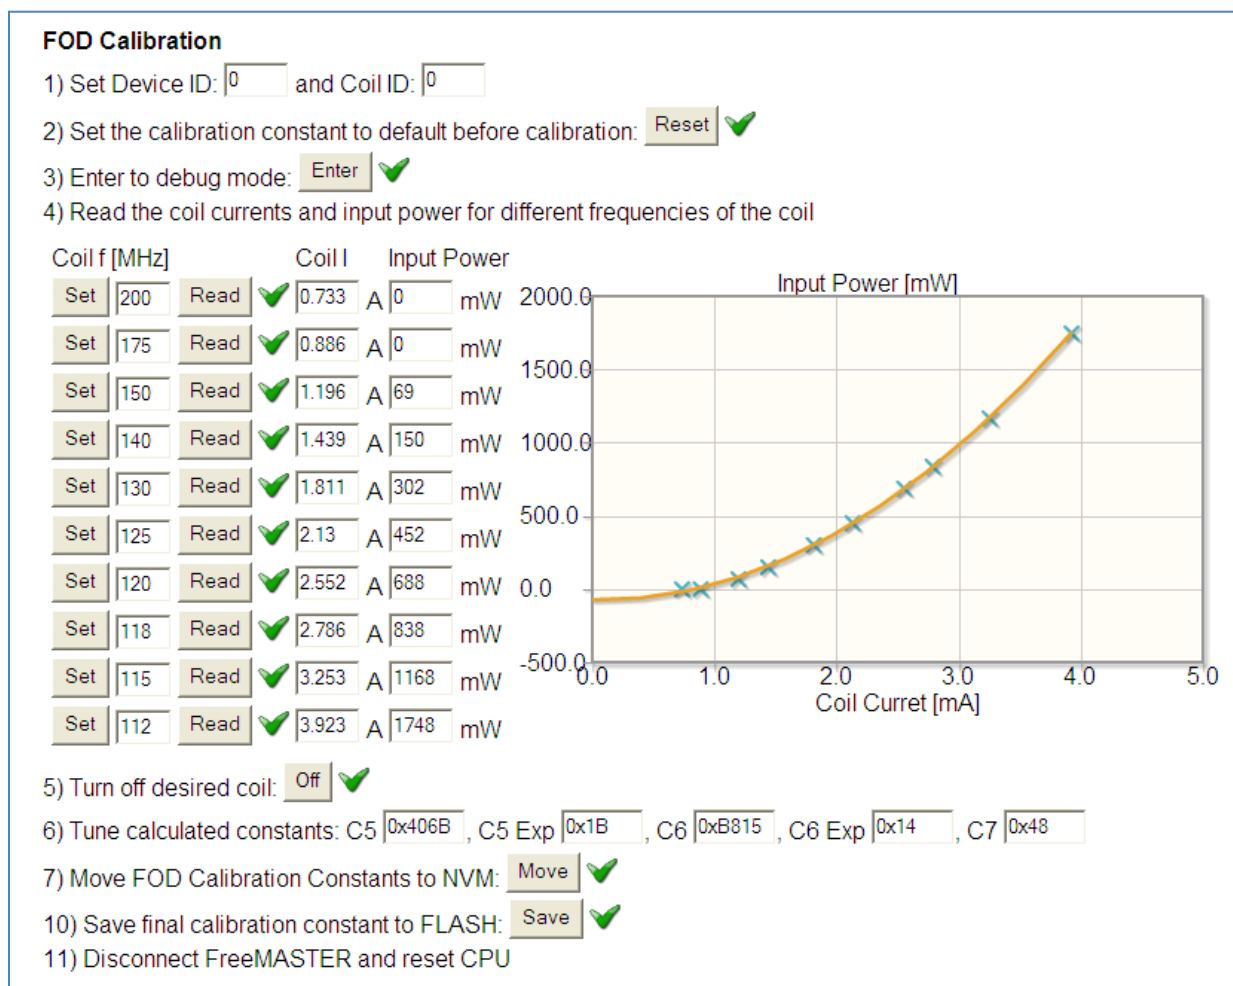 FOD Calibration
1) Set Device ID: 0 and Coil ID: 0
2) Set the calibration constant to default before calibration: Reset
3) Enter to debug mode: Enter
4) Read the coil currents and input power for different frequencies of the coil
Coil f [MHz] Coil I Input Power
Set 200 Read 0.733 A 0 mW
Set 175 Read 0.886 A 0 mW
Set 150 Read 1.196 A 69 mW
Set 140 Read 1.439 A 150 mW
Set 130 Read 1.811 A 302 mW
Set 125 Read 2.13 A 452 mW
Set 120 Read 2.552 A 688 mW
Set 118 Read 2.786 A 838 mW
Set 115 Read 3.253 A 1168 mW
Set 112 Read 3.923 A 1748 mW
Input Power [mW]
2000.0
1500.0
1000.0
500.0
0.0
-500.0
0.0 1.0 2.0 3.0 4.0 5.0
Coil Curret [mA]
5) Turn off desired coil: Off
6) Tune calculated constants: C5 0x406B , C5 Exp 0x1B , C6 0xB815 , C6 Exp 0x14 , C7 0x48
7) Move FOD Calibration Constants to NVM: Move
10) Save final calibration constant to FLASH: Save
11) Disconnect FreeMASTER and reset CPU